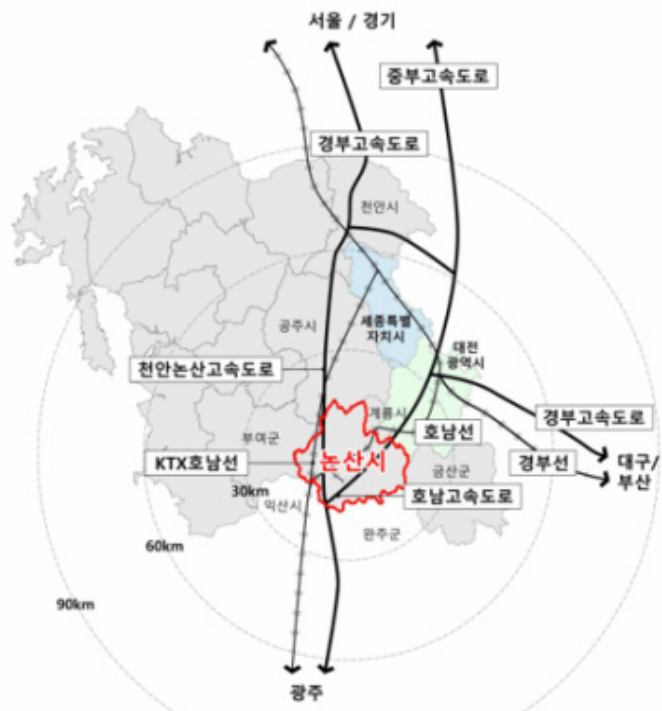 서울 / 경기
중부고속도로
경부고속도로
천안시
공주시
세종특별
자치시
대전
광역시
천안논산고속도로
계룡시
경부고속도로
부여군
호남선
KTX호남선
논산시
경부선
대구/
부산
금산군
30km
익산시
호남고속도로
완주군
60km
90km
광주